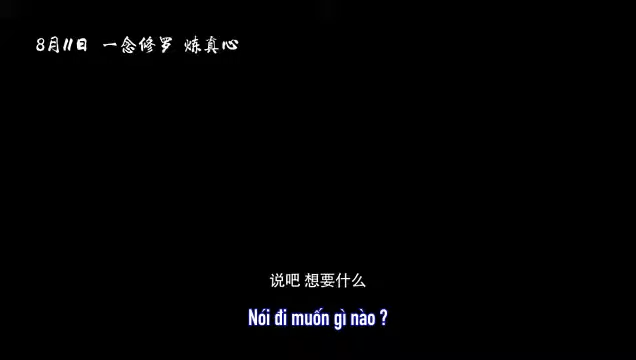 8月11日 一念修罗 炼真心
说吧 想要什么
Nói đi muốn gì nào ?